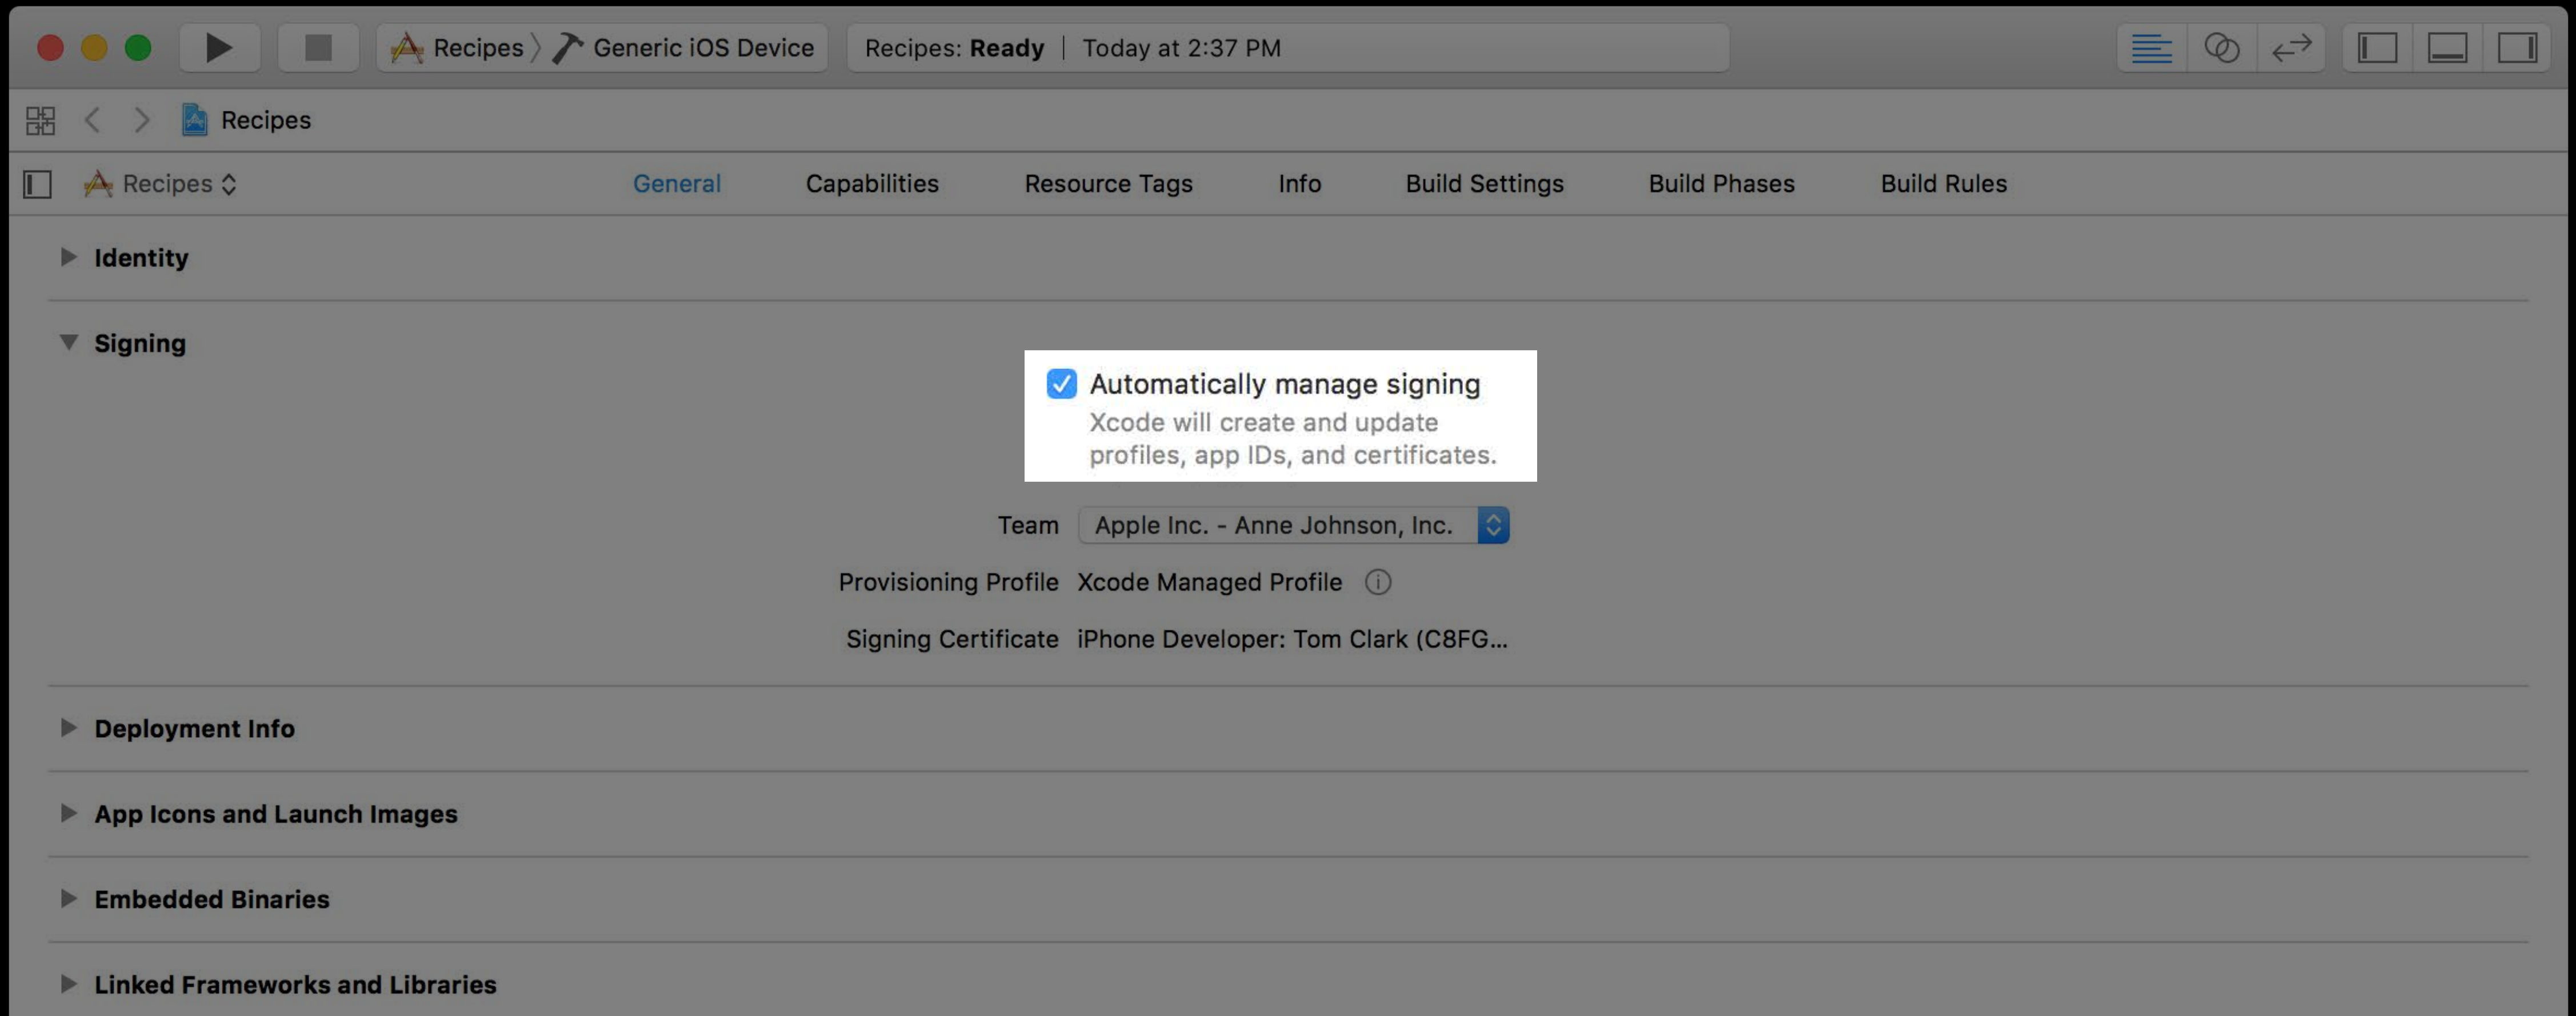 Recipes Generic iOS Device Recipes: Ready | Today at 2:37 PM
Recipes
Recipes General Capabilities Resource Tags Info Build Settings Build Phases Build Rules
Identity
Signing
Automatically manage signing
Xcode will create and update
profiles, app IDs, and certificates.
Team Apple Inc. - Anne Johnson, Inc.
Provisioning Profile Xcode Managed Profile
Signing Certificate iPhone Developer: Tom Clark (C8FG...
Deployment Info
App Icons and Launch Images
Embedded Binaries
Linked Frameworks and Libraries